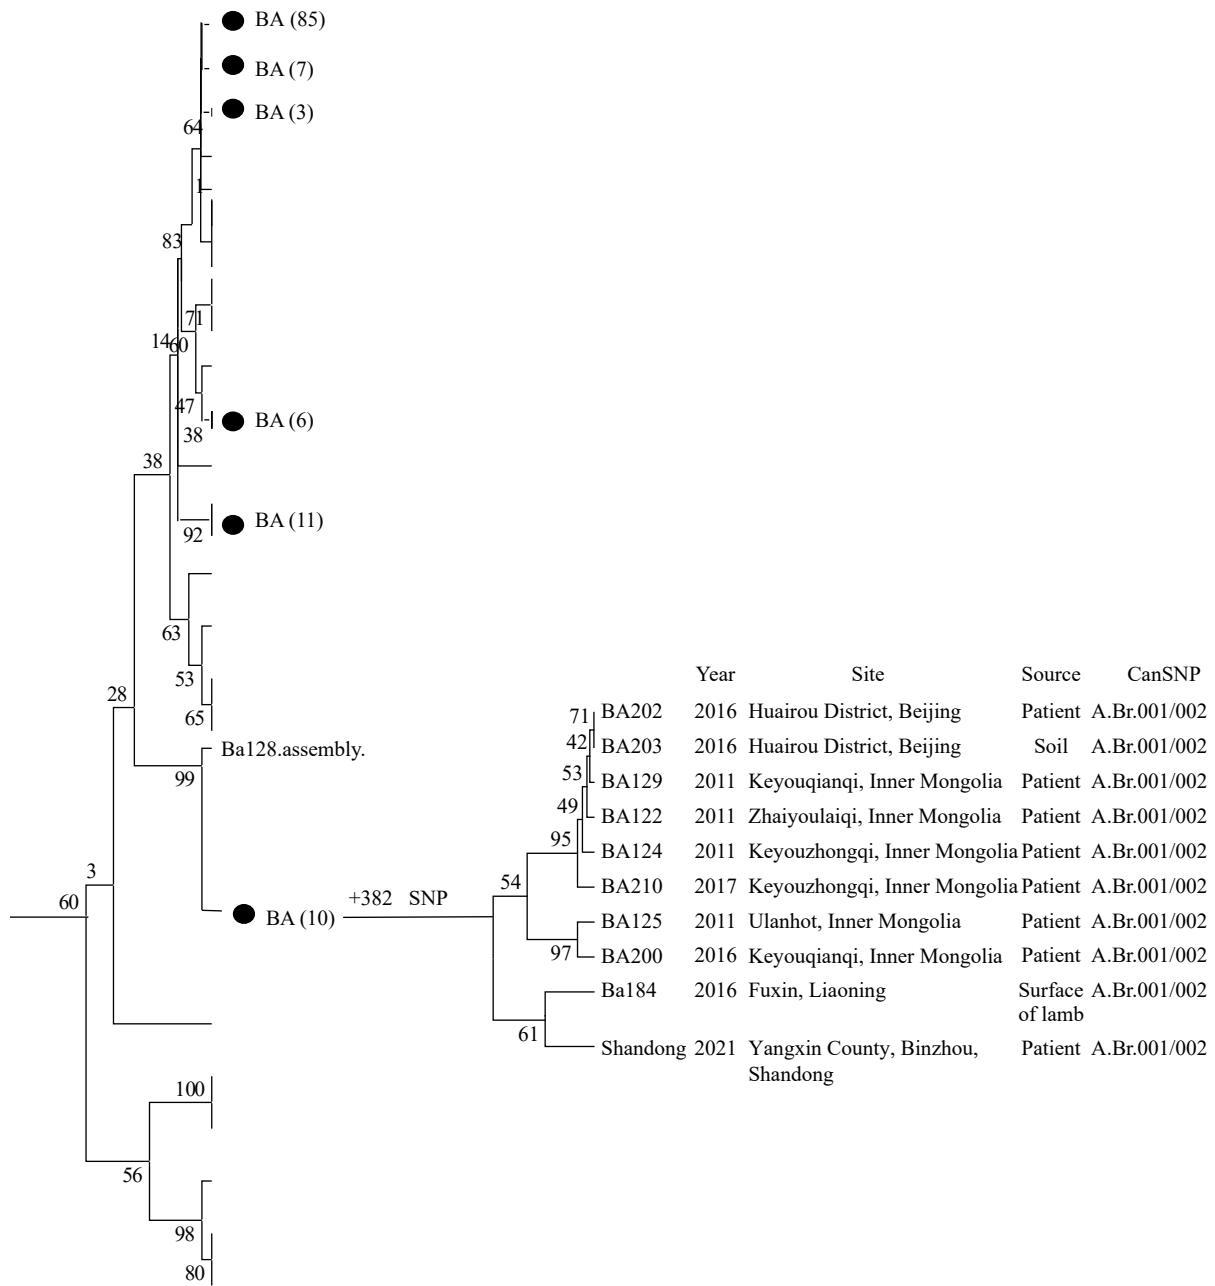 BA (85)
BA (7)
BA (3)
64
1
83
71
14
60
47
BA (6)
38
38
BA (11)
92
63
53
65
28
Ba128.assembly.
99
3
60
BA (10)
+382 SNP
100
56
98
80
Year Site Source CanSNP
71 BA202 2016 Huairou District, Beijing Patient A.Br.001/002
42 BA203 2016 Huairou District, Beijing Soil A.Br.001/002
53 BA129 2011 Keyouqianqi, Inner Mongolia Patient A.Br.001/002
49 BA122 2011 Zhaiyoulaiqi, Inner Mongolia Patient A.Br.001/002
95 BA124 2011 Keyouzhongqi, Inner Mongolia Patient A.Br.001/002
54 BA210 2017 Keyouzhongqi, Inner Mongolia Patient A.Br.001/002
BA125 2011 Ulanhot, Inner Mongolia Patient A.Br.001/002
97 BA200 2016 Keyouqianqi, Inner Mongolia Patient A.Br.001/002
Ba184 2016 Fuxin, Liaoning Surface A.Br.001/002
of lamb
61
Shandong 2021 Yangxin County, Binzhou, Patient A.Br.001/002
Shandong